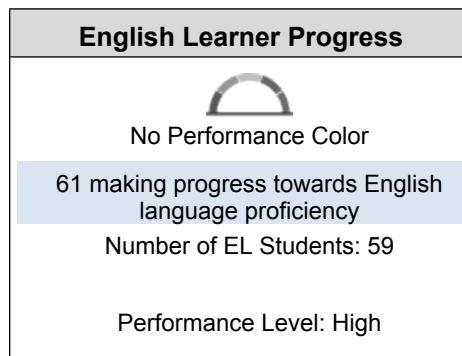 English Learner Progress
No Performance Color
61 making progress towards English
language proficiency
Number of EL Students: 59
Performance Level: High